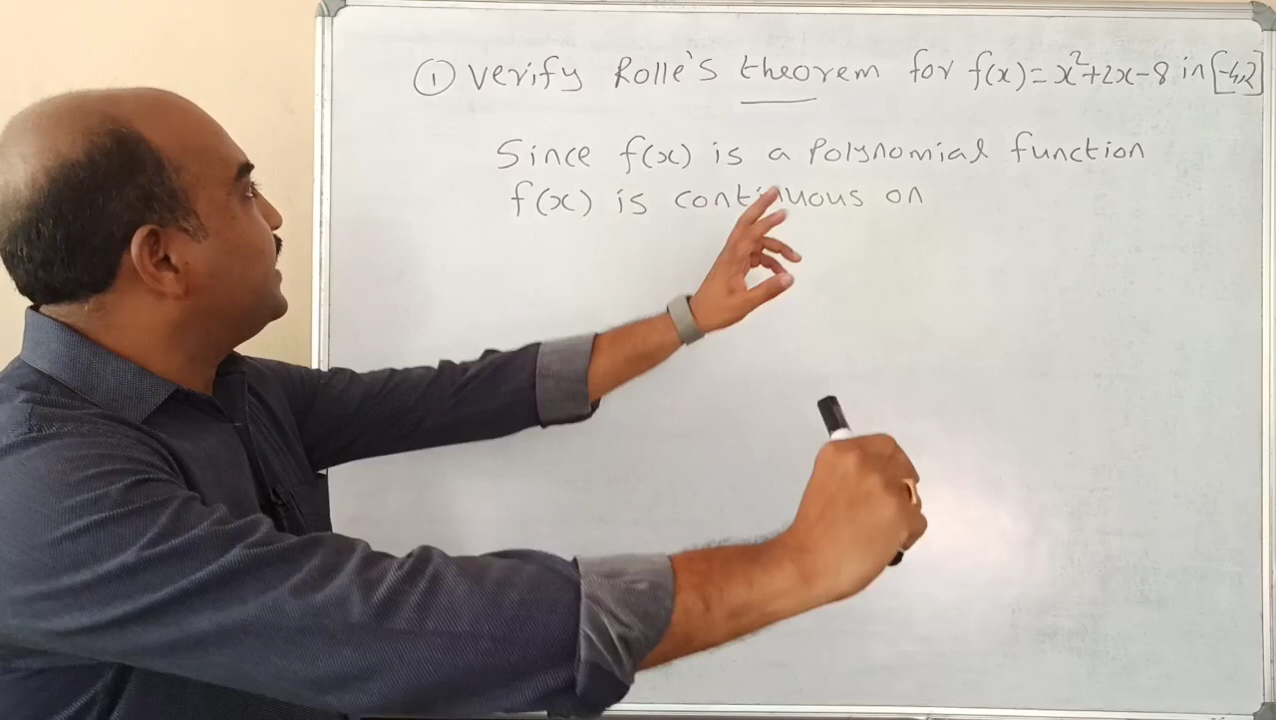 ① Verify Rolle's theorem for f(x)=x²+2x-8 in [-4,2]
Since f(x) is a polynomial function
f(x) is continuous on